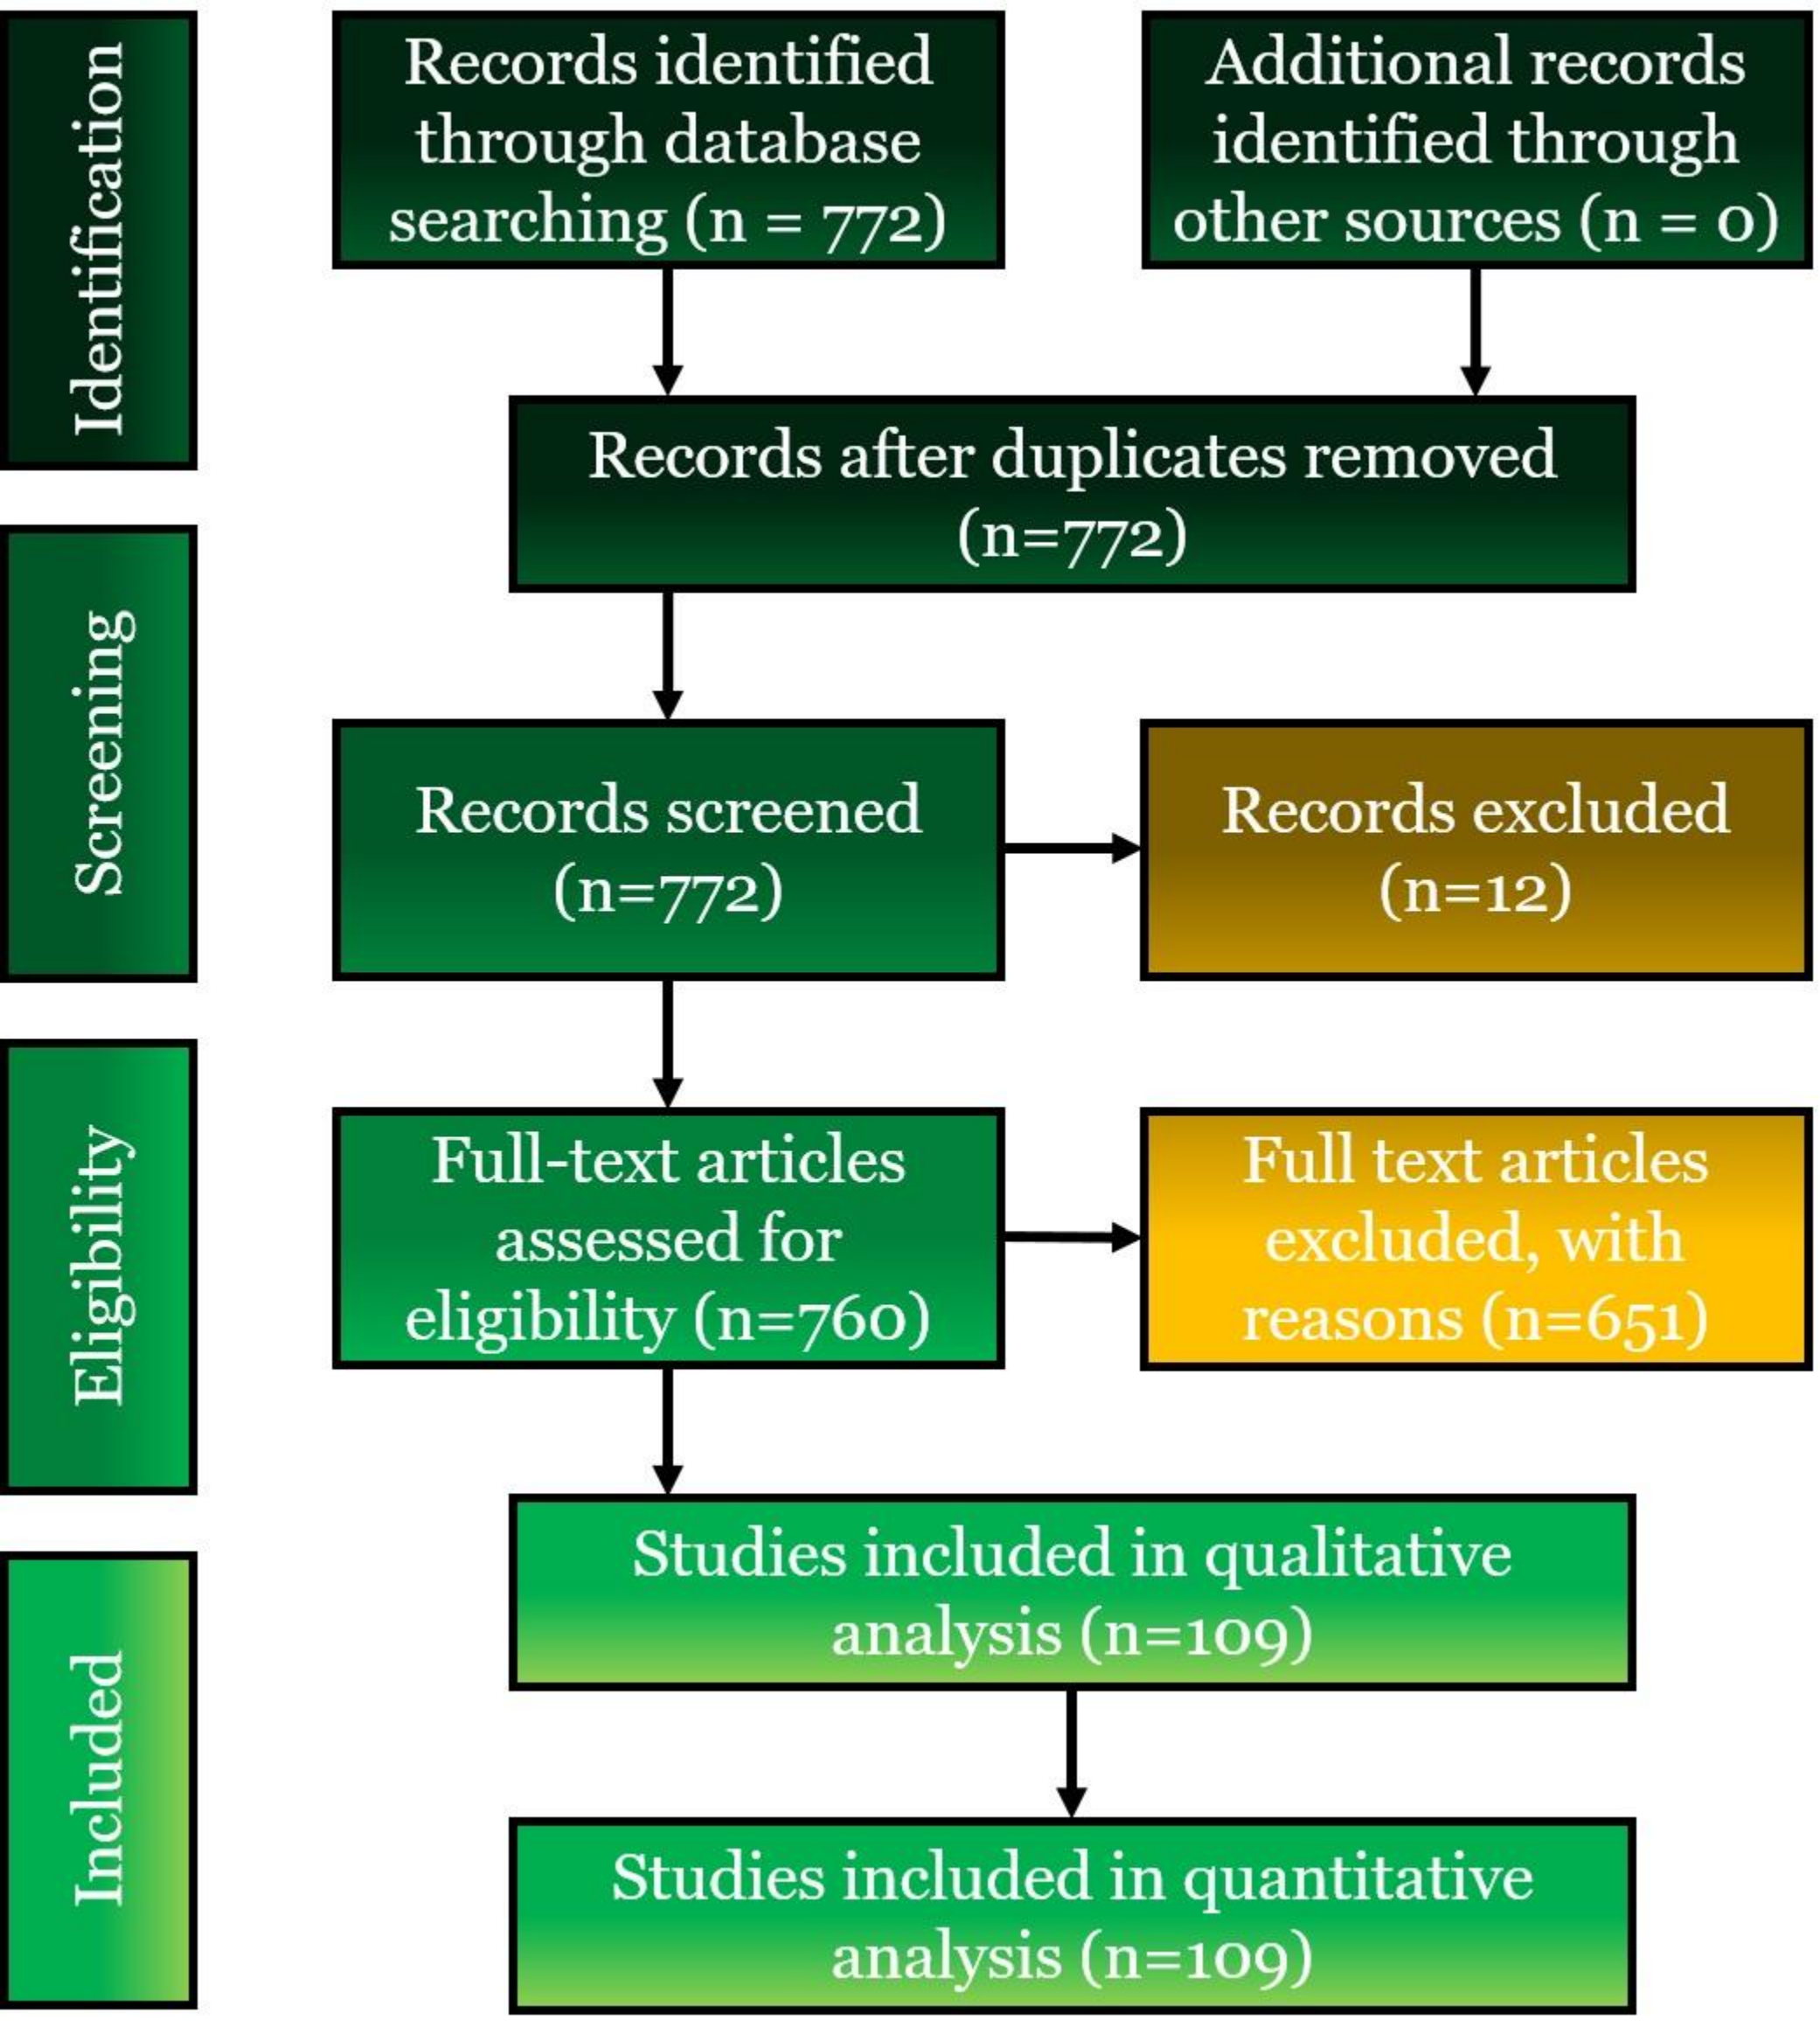 Identification
Records identified
through database
searching (n = 772)
Additional records
identified through
other sources (n = 0)
Records after duplicates removed
(n=772)
Screening
Records screened
(n=772)
Records excluded
(n=12)
Eligibility
Full-text articles
assessed for
eligibility (n=760)
Full text articles
excluded, with
reasons (n=651)
Included
Studies included in qualitative
analysis (n=109)
Studies included in quantitative
analysis (n=109)